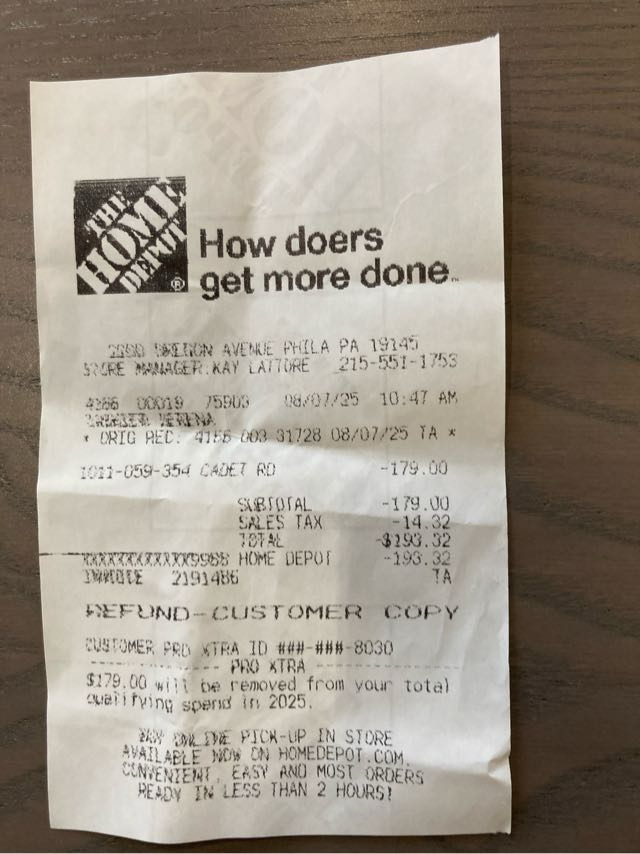 THE
HOME
DEPOT
®
How doers
get more done™
AVENUE PHILA PA 19145
STORE MANAGER:KAY LATTORE 215-551-1753
00019 75903 08/07/25 10:47 AM
* ORIG REC: 4166 003 31728 08/07/25 TA *
1011-059-354 CADET RD -179.00
SUBTOTAL -179.00
SALES TAX -14.32
TOTAL -$193.32
HOME DEPOT -193.32
INVOICE 2191486 TA
REFUND-CUSTOMER COPY
CUSTOMER PRO XTRA ID ###-###-8030
PRO XTRA
$179.00 will be removed from your total
qualifying spend in 2025.
ONLINE PICK-UP IN STORE
AVAILABLE NOW ON HOMEDEPOT.COM.
CONVENIENT, EASY AND MOST ORDERS
READY IN LESS THAN 2 HOURS!